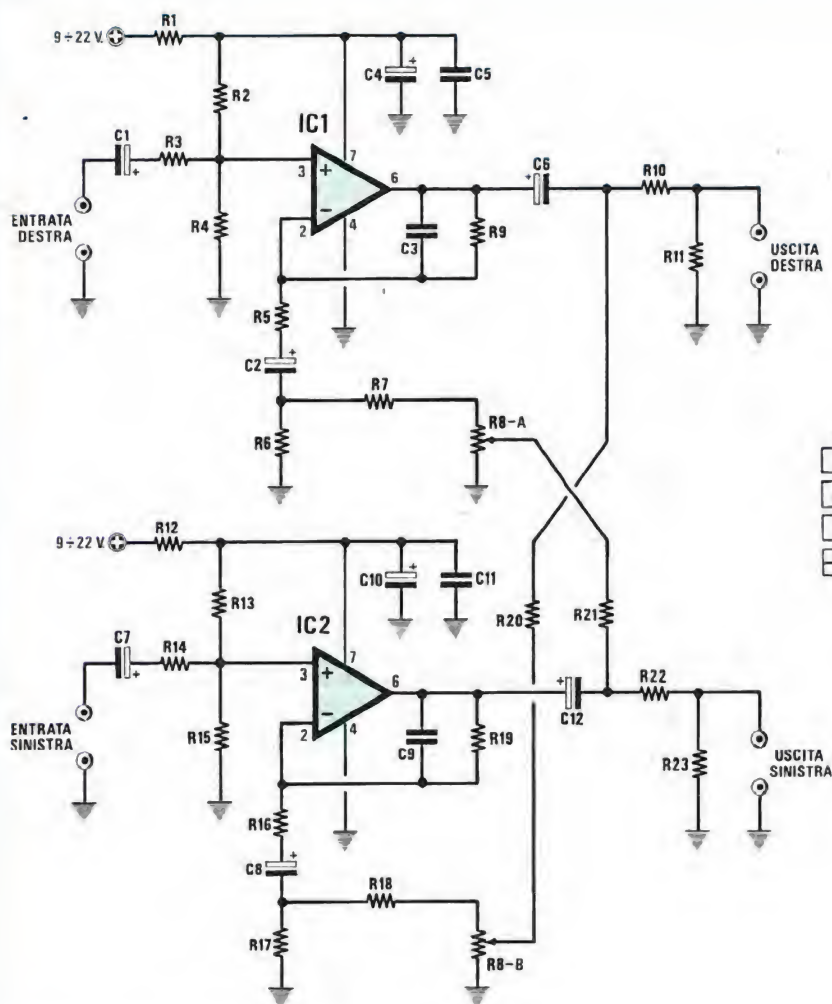 9÷22 V.
R1
R2
C4
+
C5
IC1
C1
+
R3
3
+
7
6
-
2
4
R4
ENTRATA
DESTRA
C3
R9
C6
+
R10
R11
USCITA
DESTRA
R5
C2
+
R7
R6
R8-A
9÷22 V.
R12
R13
C10
+
C11
R20
R21
IC2
C7
+
R14
3
+
7
6
-
2
4
R15
ENTRATA
SINISTRA
C9
R19
C12
+
R22
R23
USCITA
SINISTRA
R16
C8
+
R18
R17
R8-B